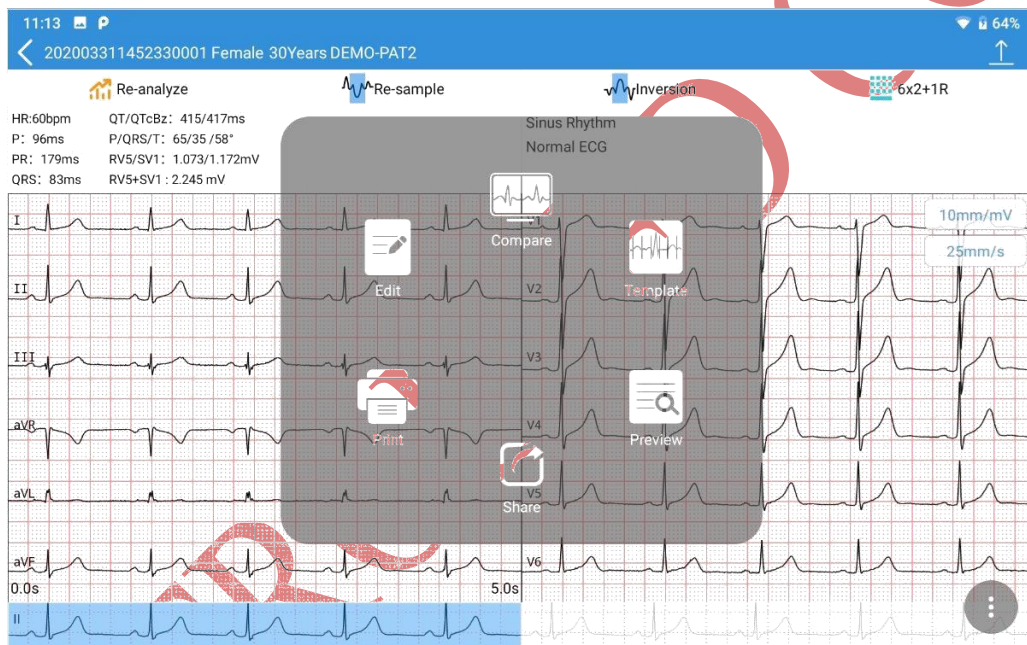 11:13
64%
202003311452330001 Female 30Years DEMO-PAT2
Re-analyze
Re-sample
Inversion
6x2+1R
HR:60bpm QT/QTcBz: 415/417ms
P: 96ms P/QRS/T: 65/35 /58°
PR: 179ms RV5/SV1: 1.073/1.172mV
QRS: 83ms RV5+SV1 : 2.245 mV
Sinus Rhythm
Normal ECG
I
V1
10mm/mV
25mm/s
Compare
Edit
Template
II
V2
III
V3
aVR
V4
Print
Preview
aVL
V5
Share
aVF
V6
0.0s
5.0s
II